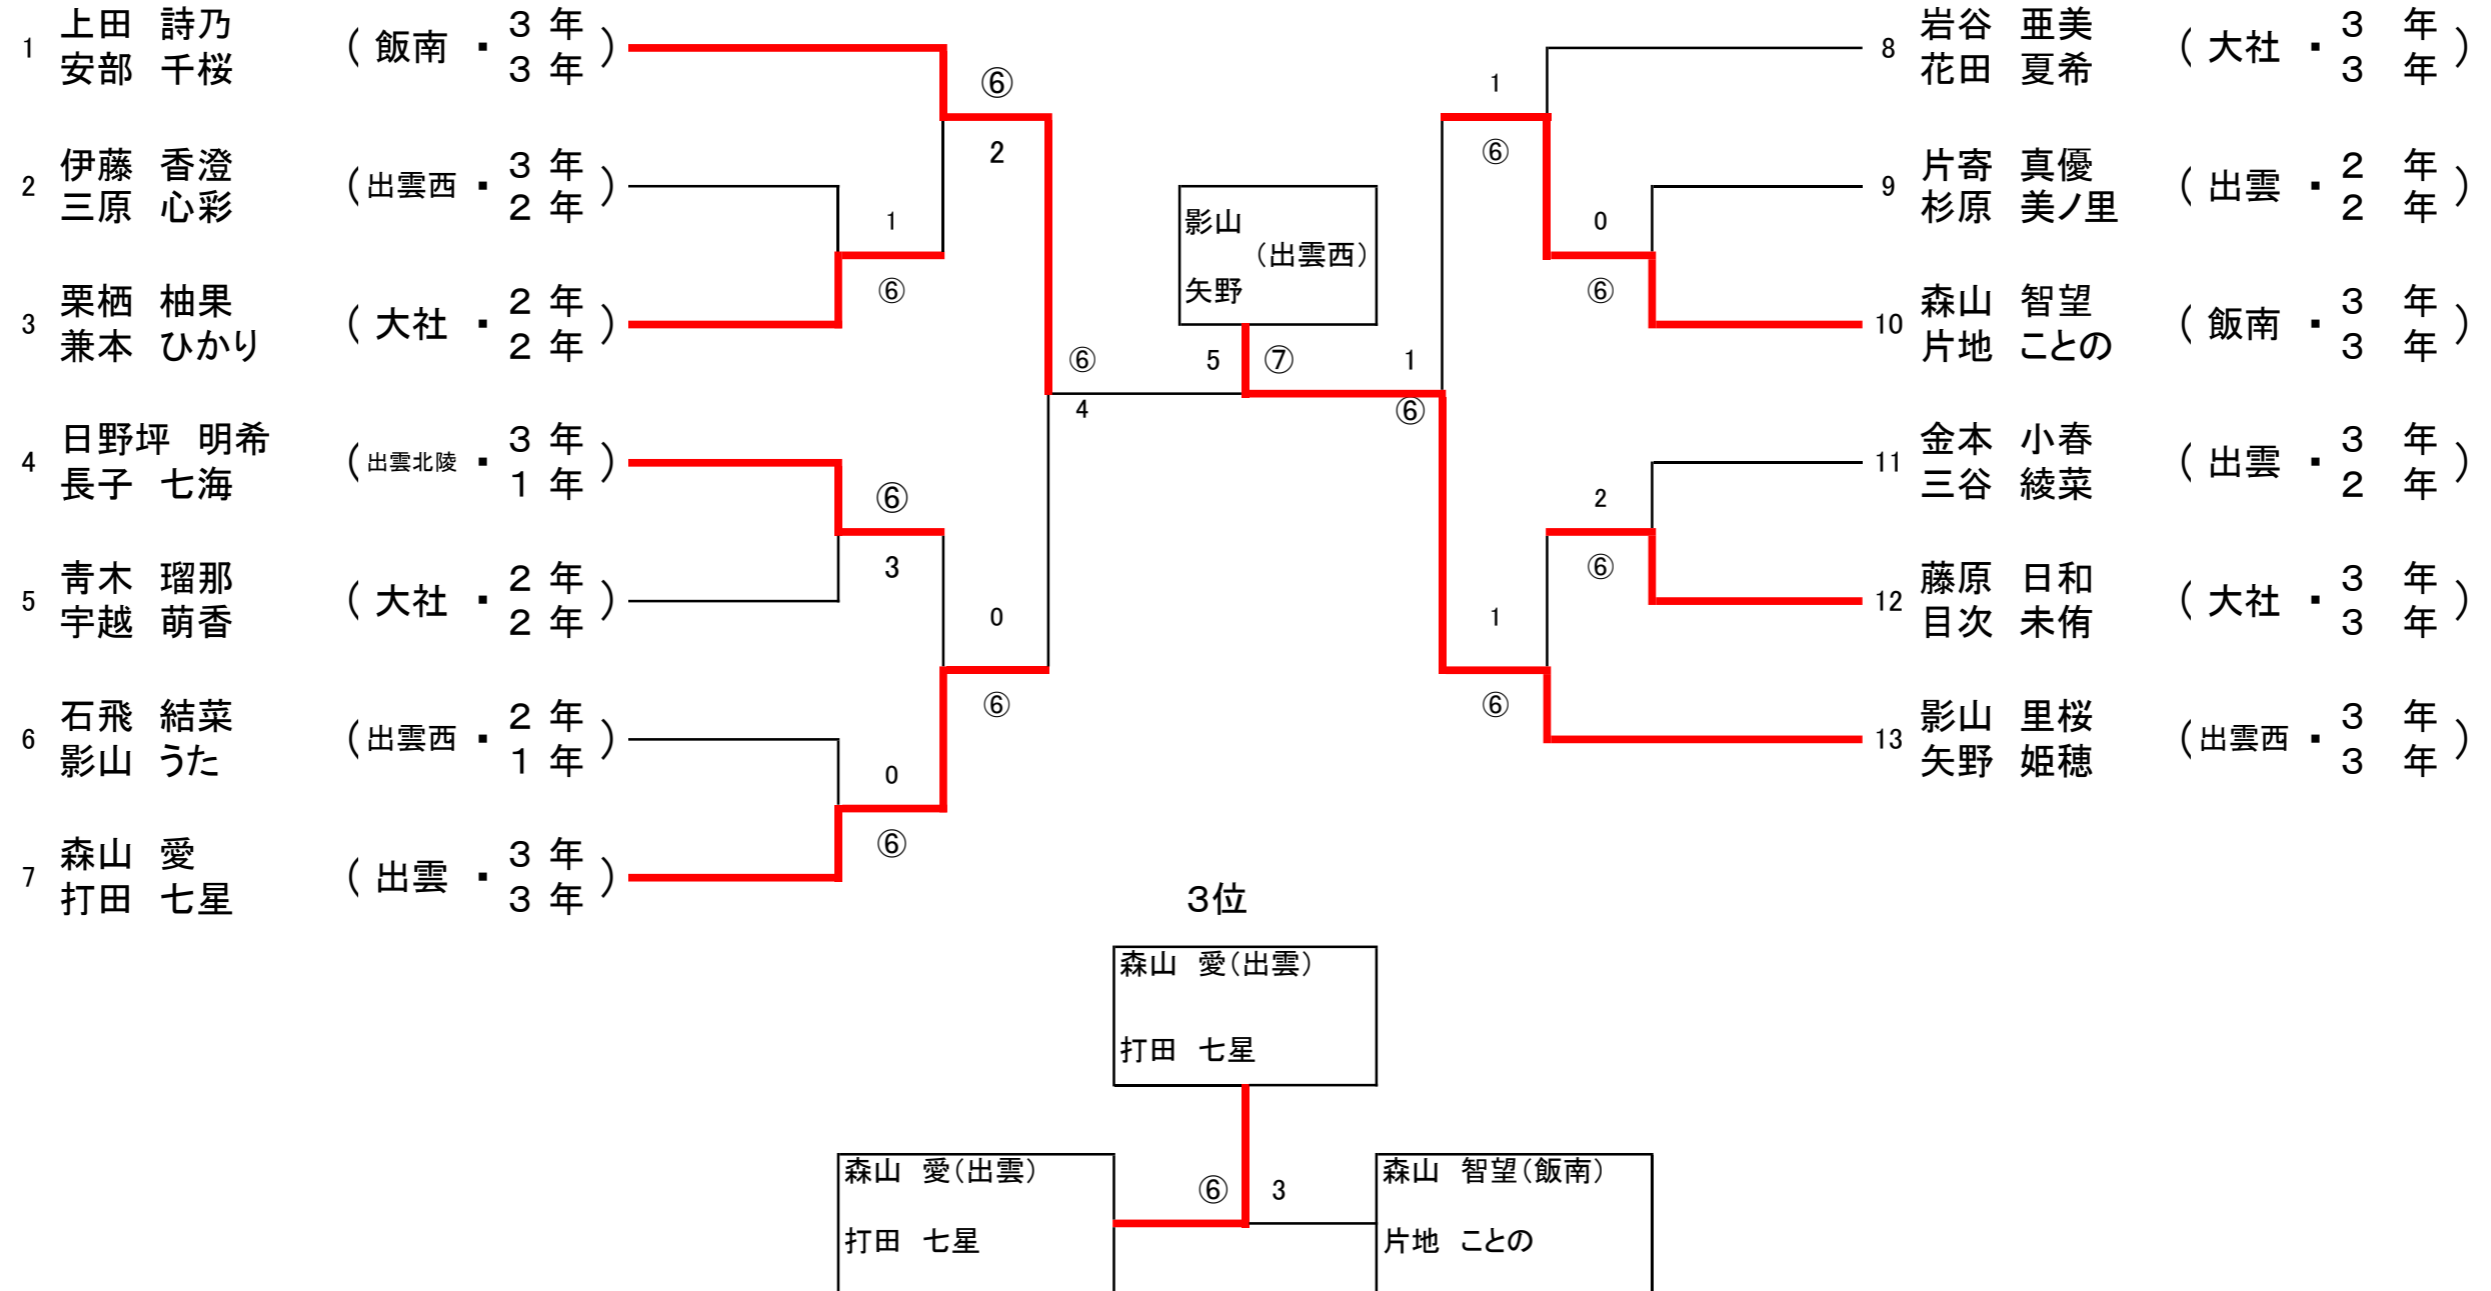 1 上田 詩乃 安部 千桜 (飯南・3年 3年)
2 伊藤 香澄 三原 心彩 (出雲西・3年 2年)
3 栗栖 柚果 兼本 ひかり (大社・2年 2年)
4 日野坪 明希 長子 七海 (出雲北陵・3年 1年)
5 青木 瑠那 宇越 萌香 (大社・2年 2年)
6 石飛 結菜 影山 うた (出雲西・2年 1年)
7 森山 愛 打田 七星 (出雲・3年 3年)
⑥
2
1
⑥
⑥
4
⑥
3
0
⑥
0
⑥
影山
(出雲西)
矢野
5 ⑦
1
⑥
1
⑥
0
⑥
2
⑥
1
⑥
8 岩谷 亜美 花田 夏希 (大社・3年 3年)
9 片寄 真優 杉原 美ノ里 (出雲・2年 2年)
10 森山 智望 片地 ことの (飯南・3年 3年)
11 金本 小春 三谷 綾菜 (出雲・3年 2年)
12 藤原 日和 目次 未侑 (大社・3年 3年)
13 影山 里桜 矢野 姫穂 (出雲西・3年 3年)
3位
森山 愛(出雲)
打田 七星
森山 愛(出雲)
打田 七星
⑥ 3
森山 智望(飯南)
片地 ことの